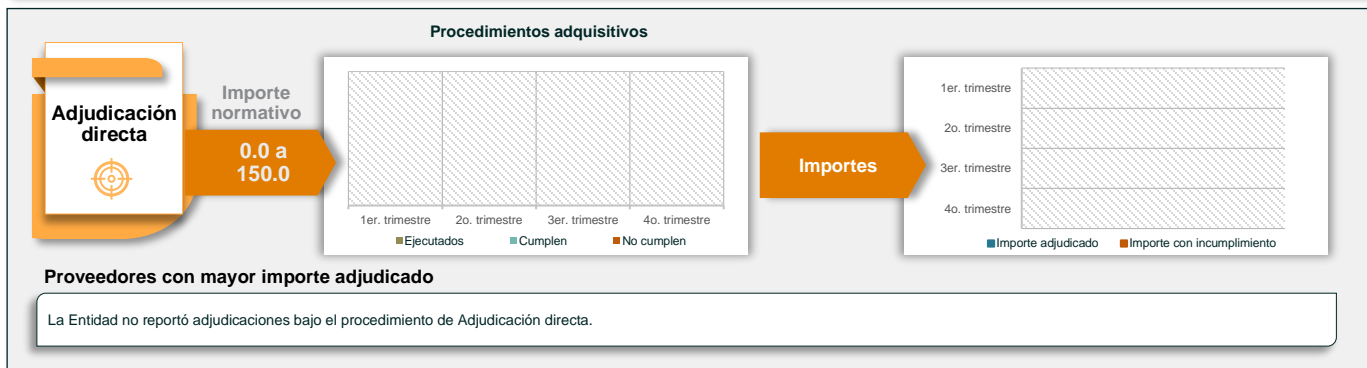 Procedimientos adquisitivos
Adjudicación
directa
Importe
normativo
0.0 a
150.0
1er. trimestre
2o. trimestre
3er. trimestre
4o. trimestre
Ejecutados
Cumplen
No cumplen
Importes
1er. trimestre
2o. trimestre
3er. trimestre
4o. trimestre
Importe adjudicado
Importe con incumplimiento
Proveedores con mayor importe adjudicado
La Entidad no reportó adjudicaciones bajo el procedimiento de Adjudicación directa.